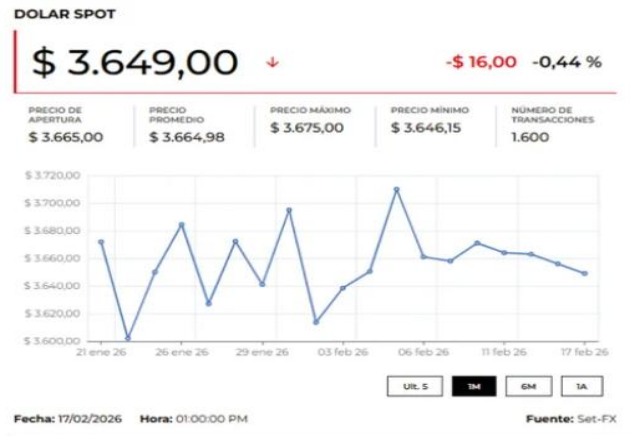 DOLAR SPOT
$ 3.649,00 ↓ -$ 16,00 -0,44 %
PRECIO DE APERTURA
$ 3.665,00
PRECIO PROMEDIO
$ 3.664,98
PRECIO MÁXIMO
$ 3.675,00
PRECIO MÍNIMO
$ 3.646,15
NÚMERO DE TRANSACCIONES
1.600
$ 3.720,00
$ 3.700,00
$ 3.680,00
$ 3.660,00
$ 3.640,00
$ 3.620,00
$ 3.600,00
21 ene 26 26 ene 26 29 ene 26 03 feb 26 06 feb 26 11 feb 26 17 feb 26
Ult. 5 1M 6M 1A
Fecha: 17/02/2026 Hora: 01:00:00 PM Fuente: Set-FX